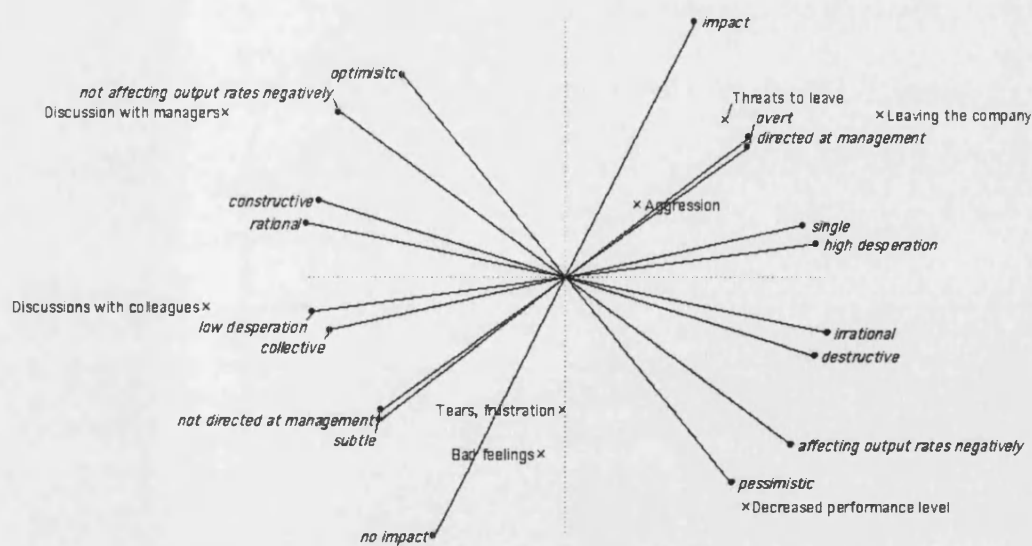 impact
optimisitc
not affecting output rates negatively
Threats to leave
Discussion with managers
Leaving the company
overt
directed at management
constructive
Aggression
rational
single
high desperation
Discussions with colleagues
low desperation
irrational
collective
destructive
not directed at management
Tears, frustration
subtle
affecting output rates negatively
Bad feelings
pessimistic
Decreased performance level
no impact